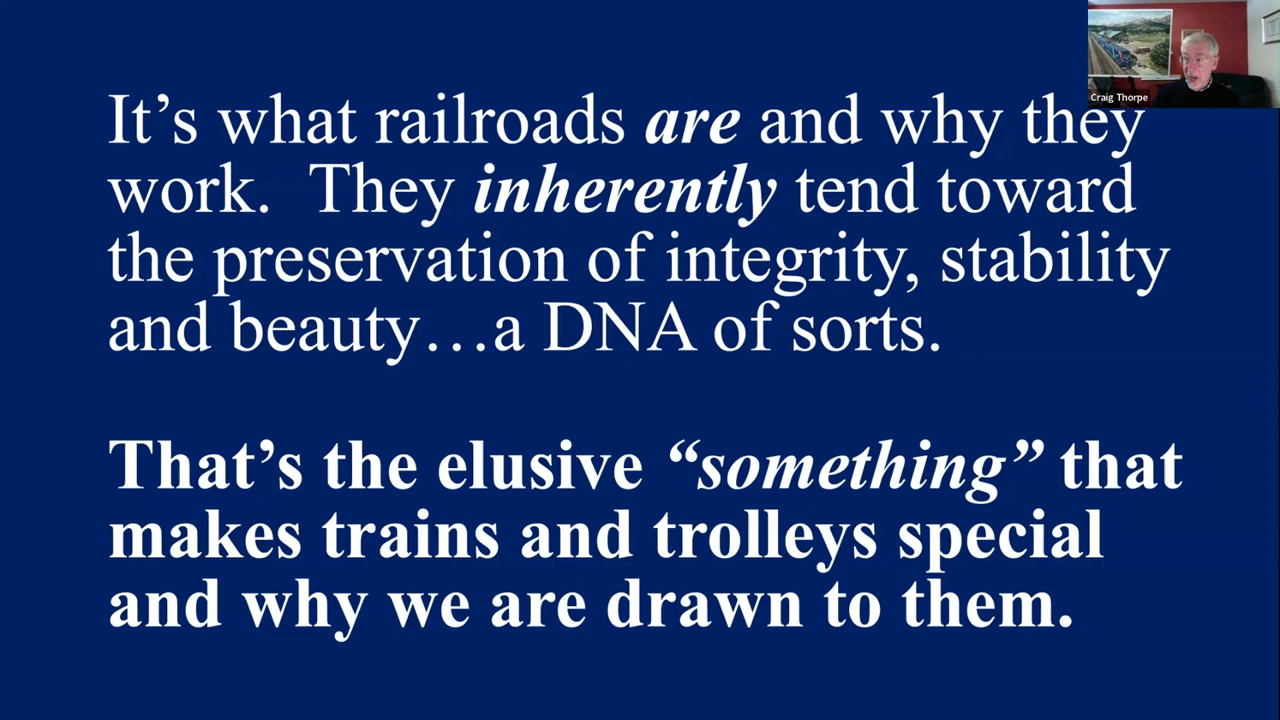 Craig Thorpe
It’s what railroads are and why they
work.  They inherently tend toward
the preservation of integrity, stability
and beauty…a DNA of sorts.
That’s the elusive “something” that
makes trains and trolleys special
and why we are drawn to them.